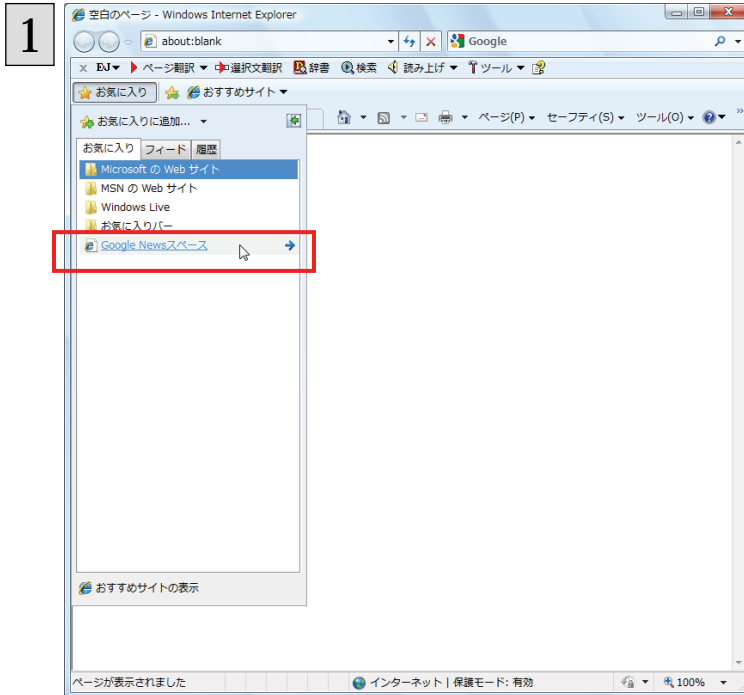 1
空白のページ - Windows Internet Explorer
about:blank
Google
x EJ ページ翻訳 選択文翻訳 辞書 検索 読み上げ ツール
お気に入り おすすめサイト
お気に入りに追加...
ページ(P) セーフティ(S) ツール(O)
お気に入り フィード 履歴
Microsoft の Web サイト
MSN の Web サイト
Windows Live
お気に入りバー
Google Newsスペース
おすすめサイトの表示
ページが表示されました インターネット | 保護モード: 有効 100%